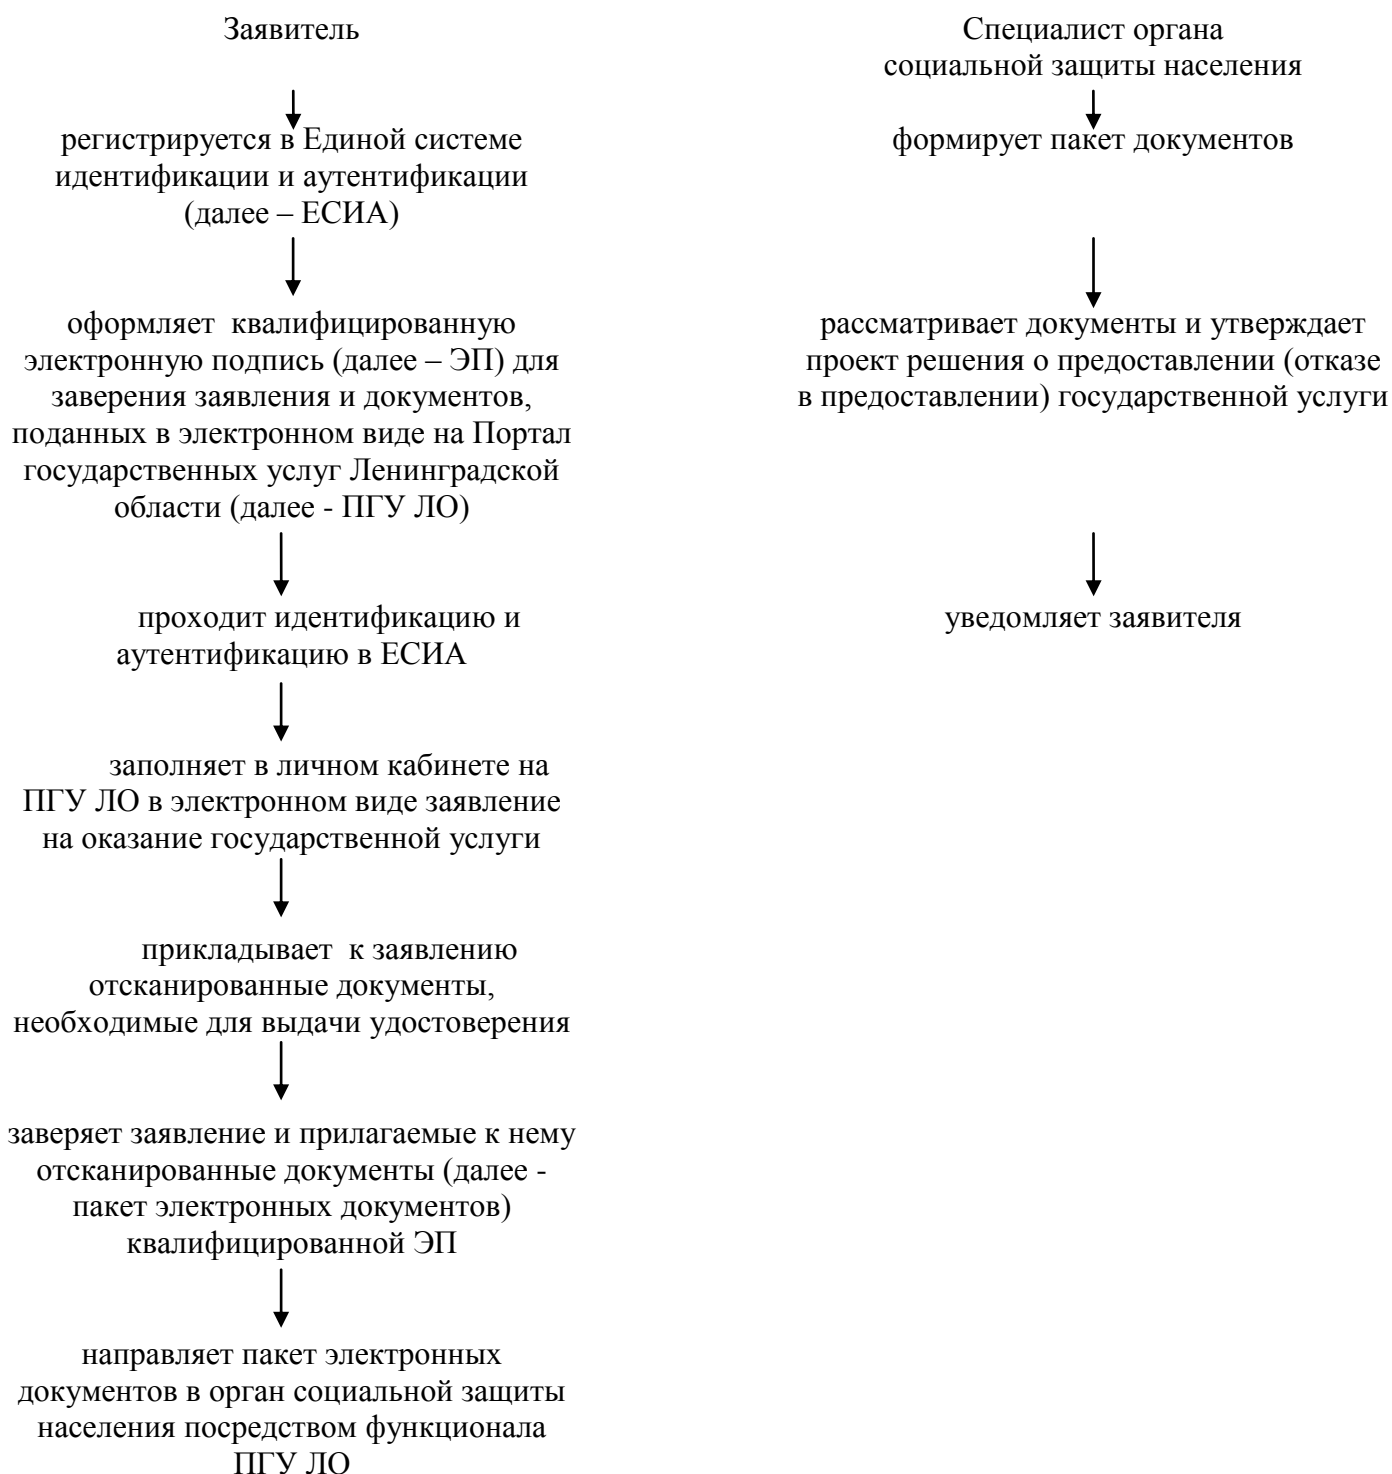 Заявитель
регистрируется в Единой системе
идентификации и аутентификации
(далее – ЕСИА)
оформляет  квалифицированную
электронную подпись (далее – ЭП) для
заверения заявления и документов,
поданных в электронном виде на Портал
государственных услуг Ленинградской
области (далее - ПГУ ЛО)
проходит идентификацию и
аутентификацию в ЕСИА
заполняет в личном кабинете на
ПГУ ЛО в электронном виде заявление
на оказание государственной услуги
прикладывает  к заявлению
отсканированные документы,
необходимые для выдачи удостоверения
заверяет заявление и прилагаемые к нему
отсканированные документы (далее -
пакет электронных документов)
квалифицированной ЭП
направляет пакет электронных
документов в орган социальной защиты
населения посредством функционала
ПГУ ЛО
Специалист органа
социальной защиты населения
формирует пакет документов
рассматривает документы и утверждает
проект решения о предоставлении (отказе
в предоставлении) государственной услуги
уведомляет заявителя